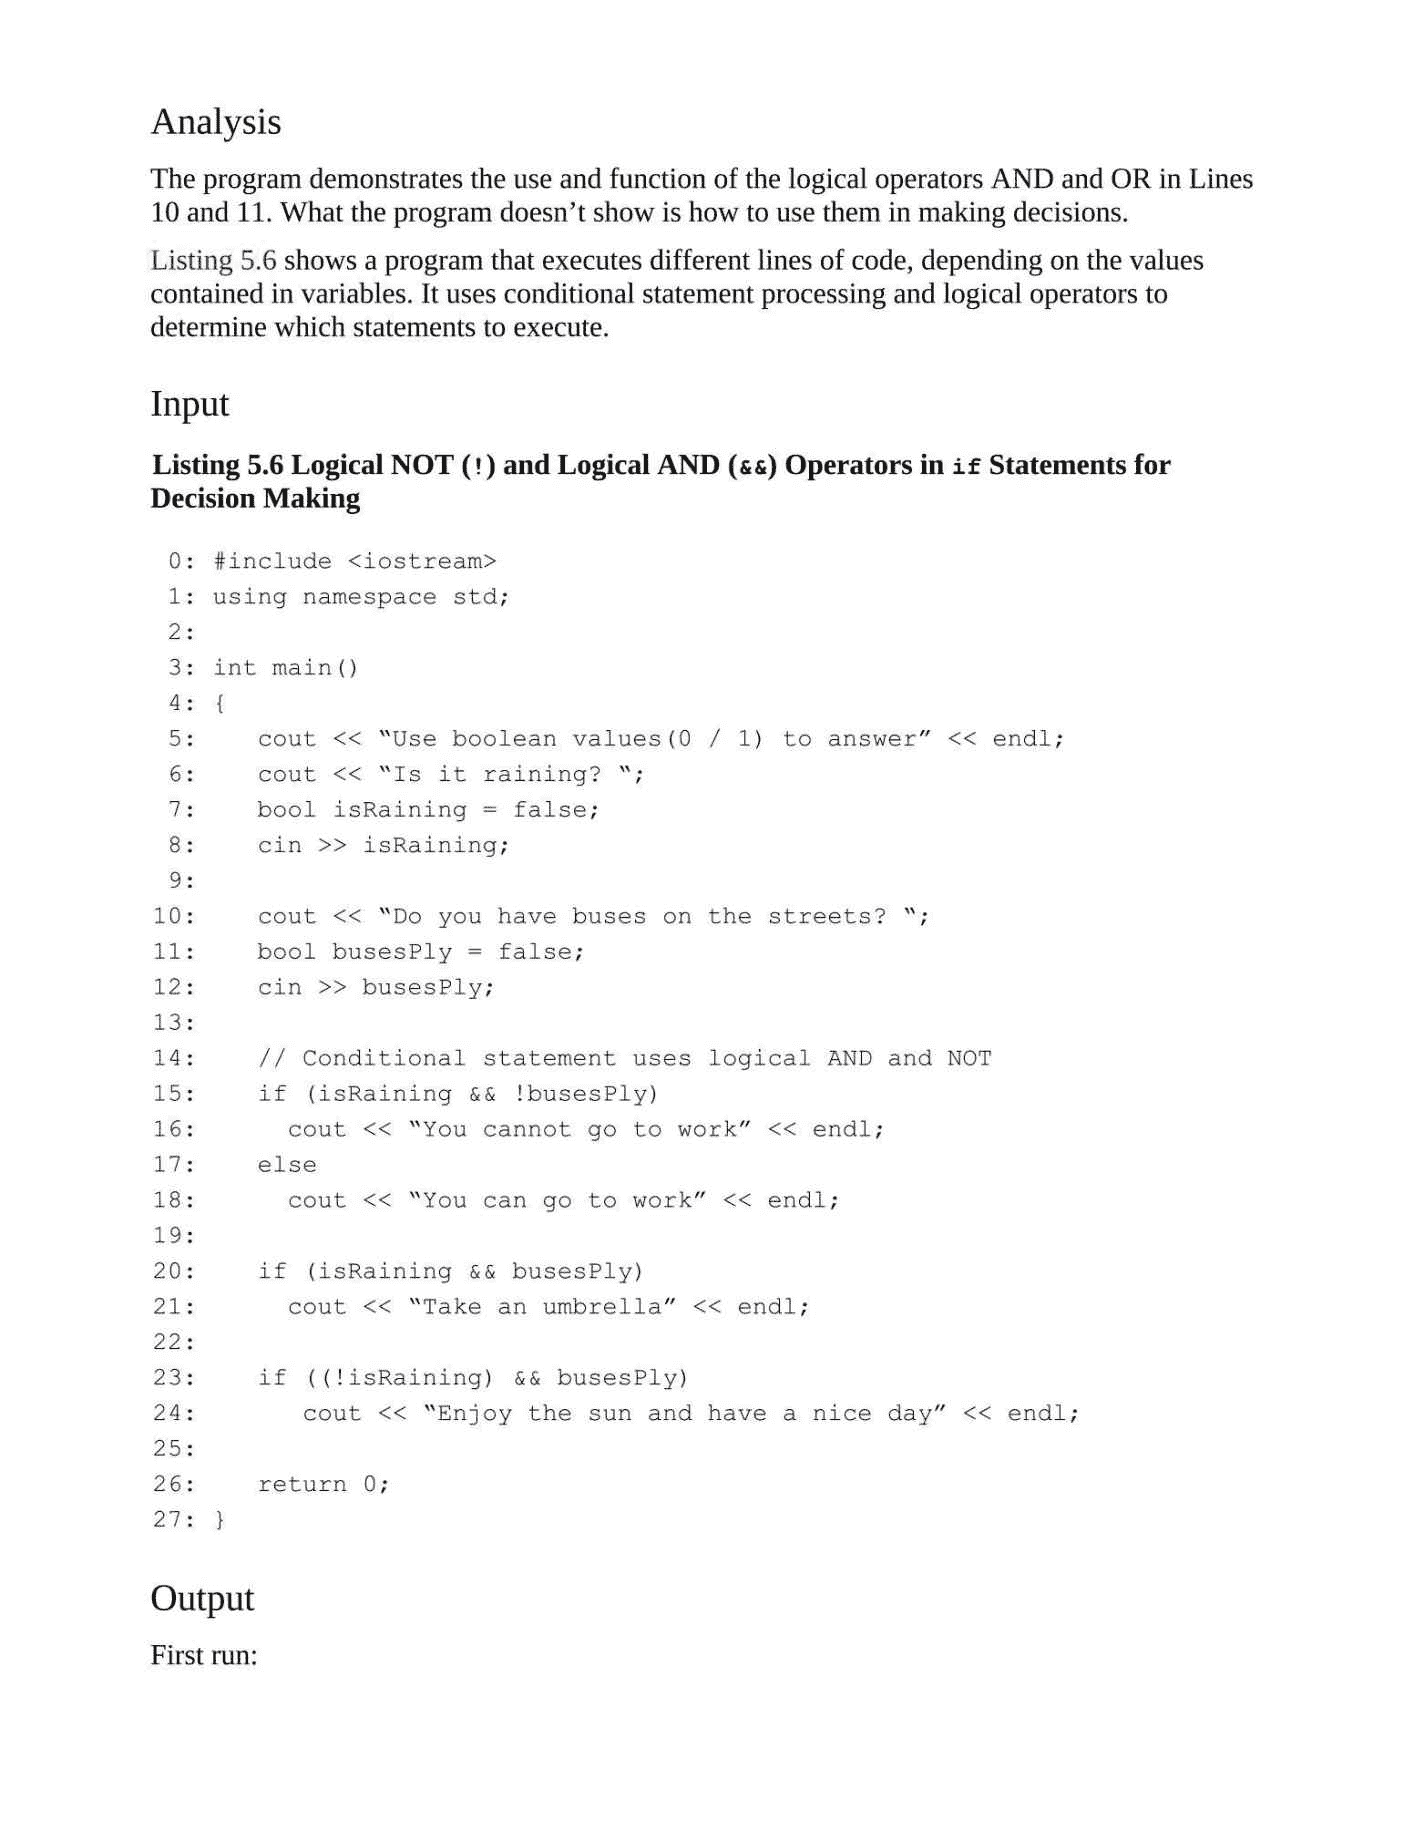 Analysis
The program demonstrates the use and function of the logical operators AND and OR in Lines
10 and 11. What the program doesn’t show is how to use them in making decisions.
Listing 5.6 shows a program that executes different lines of code, depending on the values
contained in variables. It uses conditional statement processing and logical operators to
determine which statements to execute.
Input
Listing 5.6 Logical NOT (!) and Logical AND (&&) Operators in if Statements for
Decision Making
0: #include <iostream>
1: using namespace std;
2:
3: int main()
4: {
5:    cout << “Use boolean values(0 / 1) to answer” << endl;
6:    cout << “Is it raining? “;
7:    bool isRaining = false;
8:    cin >> isRaining;
9:
10:    cout << “Do you have buses on the streets? “;
11:    bool busesPly = false;
12:    cin >> busesPly;
13:
14:    // Conditional statement uses logical AND and NOT
15:    if (isRaining && !busesPly)
16:      cout << “You cannot go to work” << endl;
17:    else
18:      cout << “You can go to work” << endl;
19:
20:    if (isRaining && busesPly)
21:      cout << “Take an umbrella” << endl;
22:
23:    if ((!isRaining) && busesPly)
24:       cout << “Enjoy the sun and have a nice day” << endl;
25:
26:    return 0;
27: }
Output
First run: